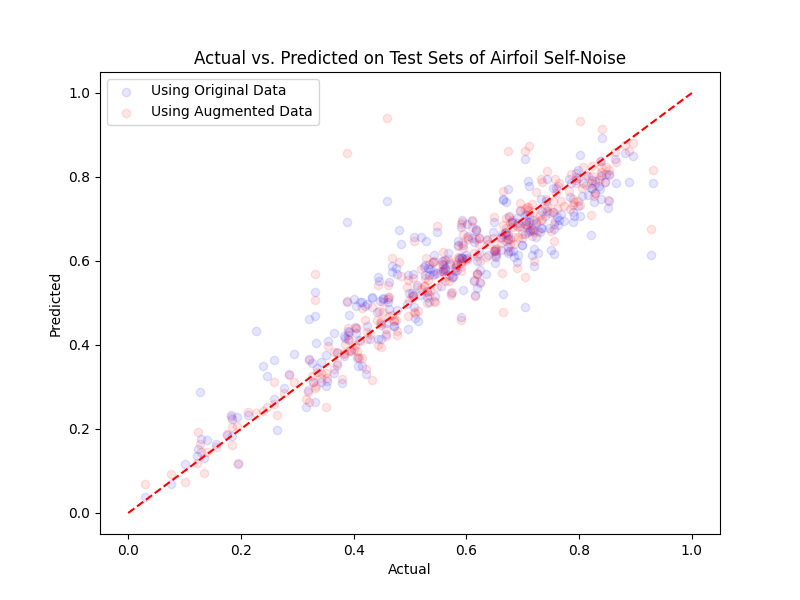 Actual vs. Predicted on Test Sets of Airfoil Self-Noise
Using Original Data
Using Augmented Data
1.0
0.8
0.6
0.4
0.2
0.0
Predicted
0.0 0.2 0.4 0.6 0.8 1.0
Actual